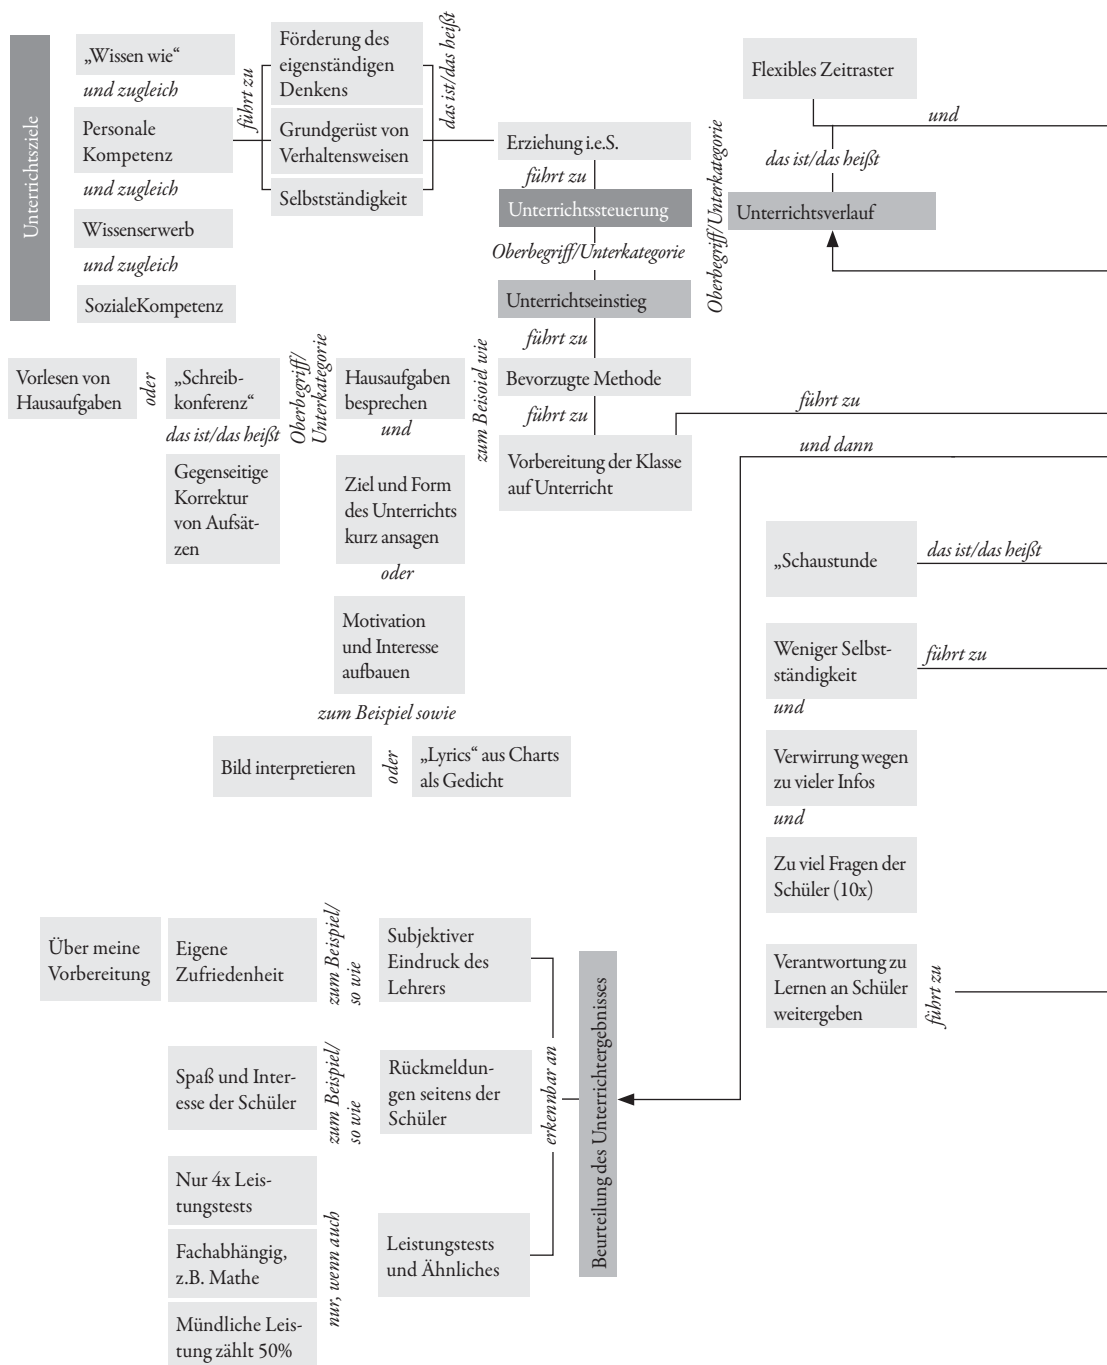 Unterrichtsziele
„Wissen wie“
und zugleich
Personale
Kompetenz
und zugleich
Wissenserwerb
und zugleich
SozialeKompetenz
führt zu
Förderung des
eigenständigen
Denkens
Grundgerüst von
Verhaltensweisen
Selbstständigkeit
das ist/das heißt
Erziehung i.e.S.
führt zu
Unterrichtssteuerung
Oberbegriff/Unterkategorie
Unterrichtseinstieg
führt zu
Bevorzugte Methode
führt zu
Vorbereitung der Klasse
auf Unterricht
Oberbegriff/Unterkategorie
Flexibles Zeitraster
und
das ist/das heißt
Unterrichtsverlauf
Vorlesen von
Hausaufgaben
oder
„Schreib-
konferenz“
das ist/das heißt
Gegenseitige
Korrektur
von Aufsät-
zen
Oberbegriff/
Unterkategorie
Hausaufgaben
besprechen
und
Ziel und Form
des Unterrichts
kurz ansagen
oder
Motivation
und Interesse
aufbauen
zum Beisoiel wie
zum Beispiel sowie
Bild interpretieren
oder
„Lyrics“ aus Charts
als Gedicht
führt zu
und dann
„Schaustunde
das ist/das heißt
Weniger Selbst-
ständigkeit
führt zu
und
Verwirrung wegen
zu vieler Infos
und
Zu viel Fragen der
Schüler (10x)
Verantwortung zu
Lernen an Schüler
weitergeben
führt zu
Über meine
Vorbereitung
Eigene
Zufriedenheit
zum Beispiel/
so wie
Subjektiver
Eindruck des
Lehrers
Spaß und Inter-
esse der Schüler
zum Beispiel/
so wie
Rückmeldun-
gen seitens der
Schüler
Nur 4x Leis-
tungstests
Fachabhängig,
z.B. Mathe
Mündliche Leis-
tung zählt 50%
nur, wenn auch
Leistungstests
und Ähnliches
erkennbar an
Beurteilung des Unterrichtergebnisses